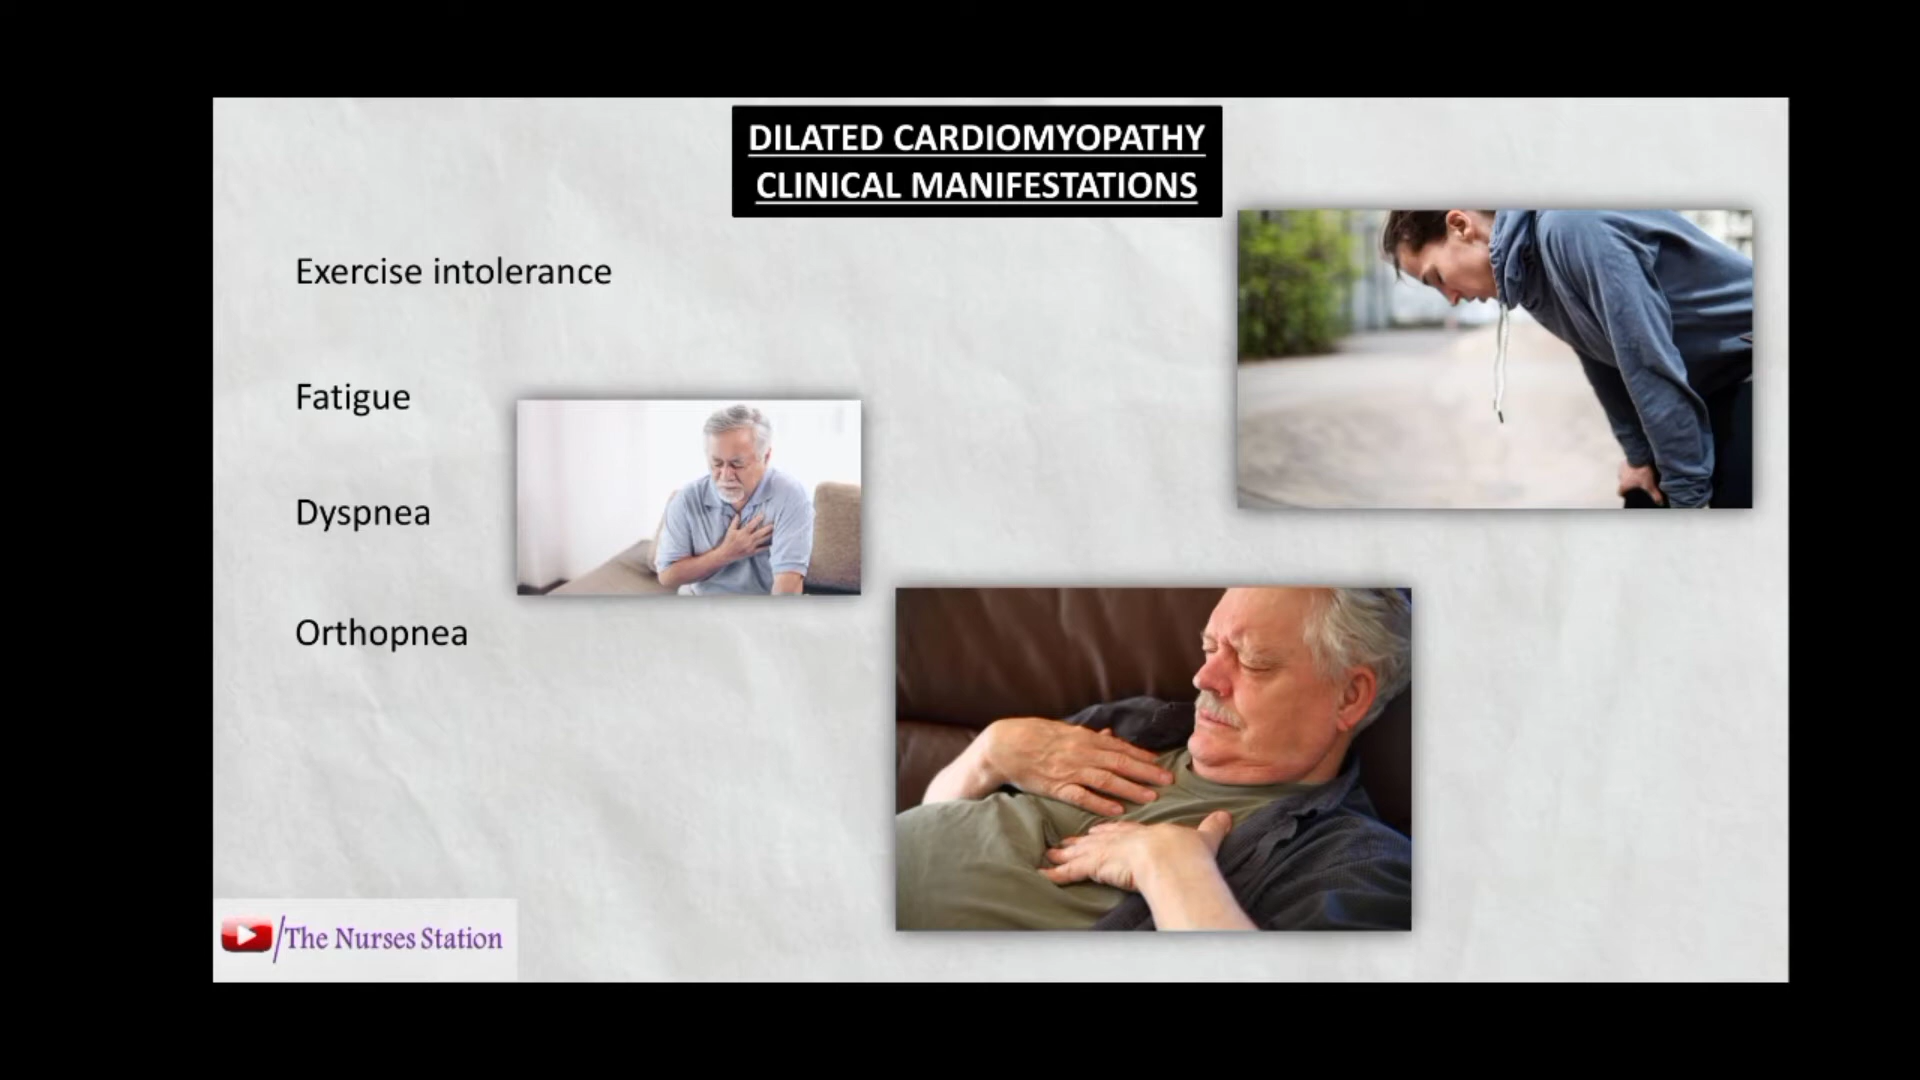 DILATED CARDIOMYOPATHY
CLINICAL MANIFESTATIONS
Exercise intolerance
Fatigue
Dyspnea
Orthopnea
/The Nurses Station